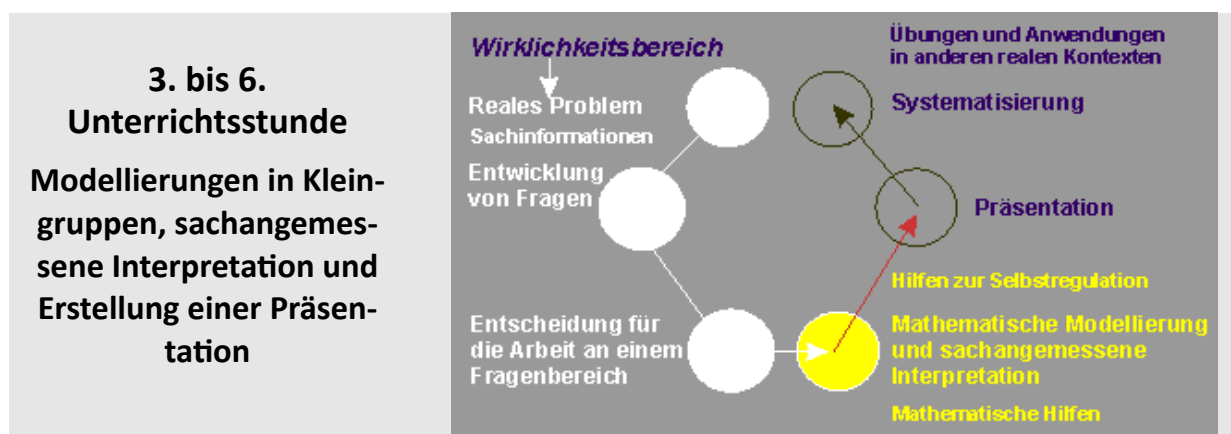 3. bis 6.
Unterrichtsstunde
Modellierungen in Klein-
gruppen, sachangemes-
sene Interpretation und
Erstellung einer Präsen-
tation
Wirklichkeitsbereich
Reales Problem
Sachinformationen
Entwicklung
von Fragen
Entscheidung für
die Arbeit an einem
Fragenbereich
Übungen und Anwendungen
in anderen realen Kontexten
Systematisierung
Präsentation
Hilfen zur Selbstregulation
Mathematische Modellierung
und sachangemessene
Interpretation
Mathematische Hilfen